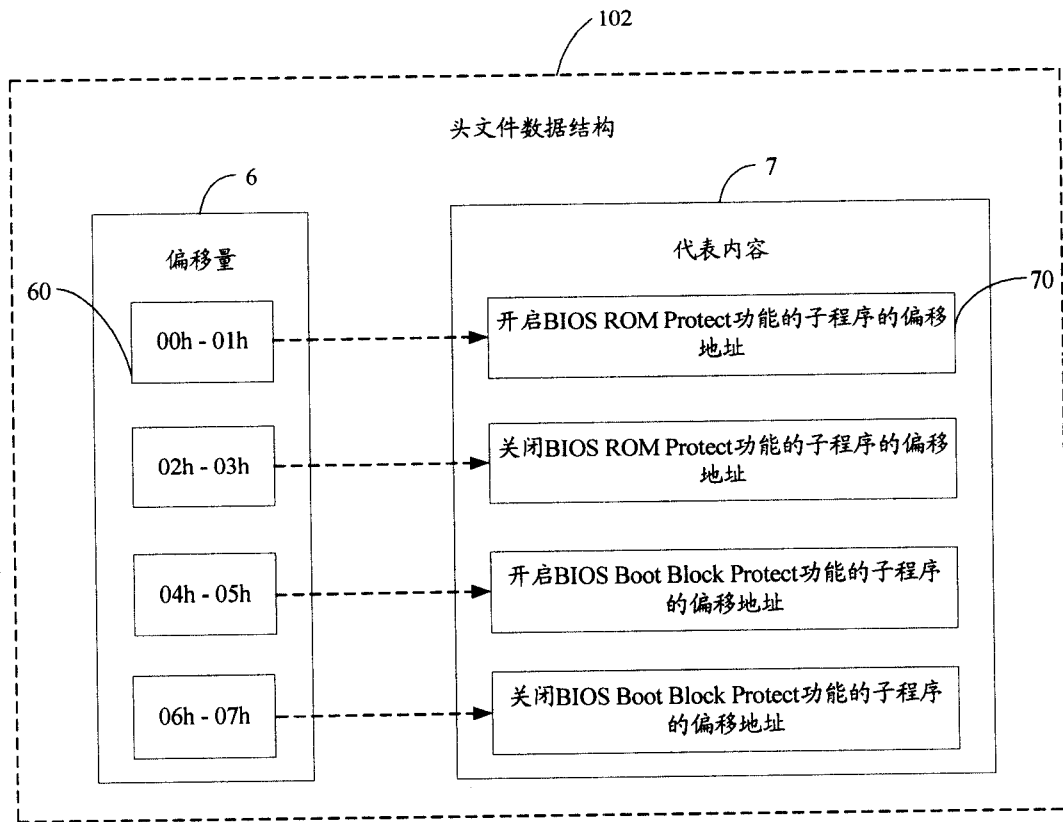 102
头文件数据结构
6
7
偏移量
代表内容
60
70
00h - 01h
开启BIOS ROM Protect功能的子程序的偏移
地址
02h - 03h
关闭BIOS ROM Protect功能的子程序的偏移
地址
04h - 05h
开启BIOS Boot Block Protect功能的子程序
的偏移地址
06h - 07h
关闭BIOS Boot Block Protect功能的子程序
的偏移地址